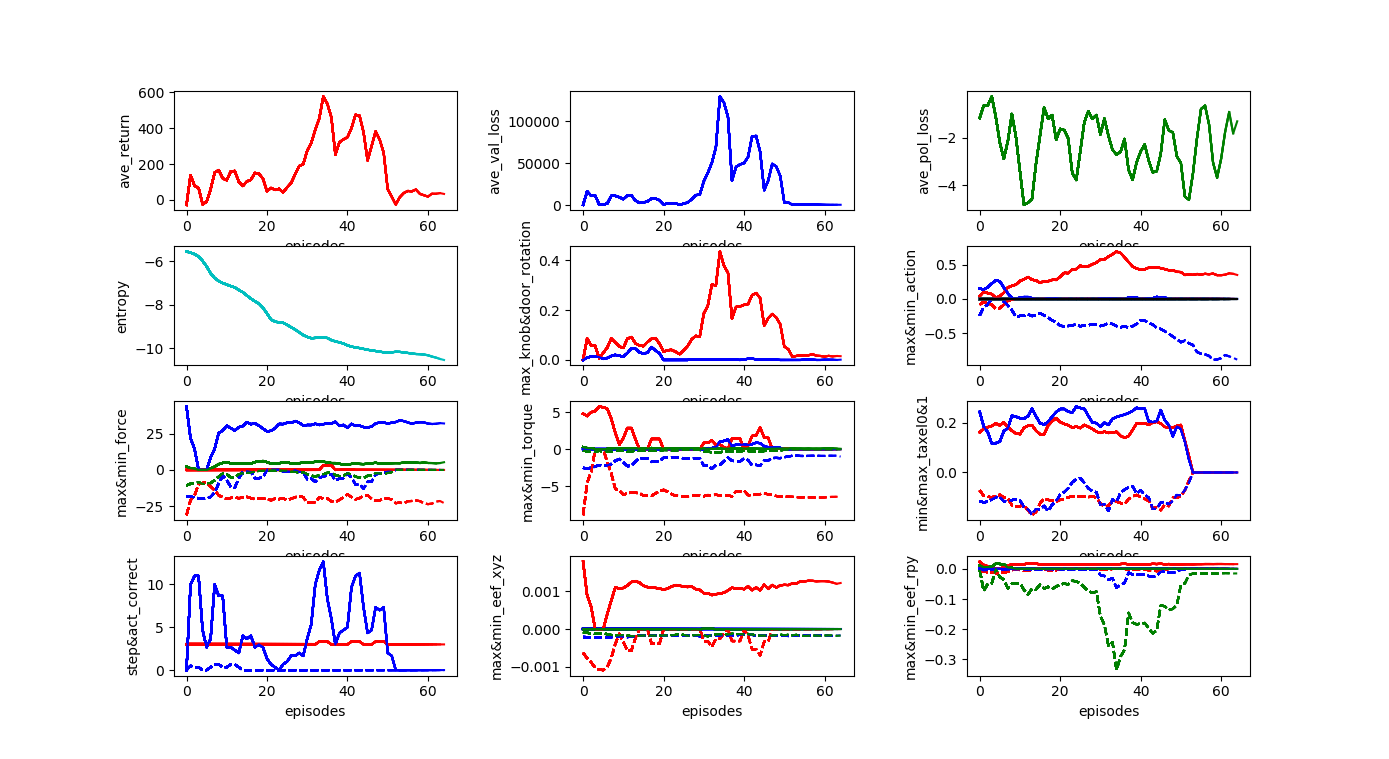 ave_return
600
400
200
0
0 20 40 60
episodes
ave_val_loss
100000
50000
0
0 20 40 60
episodes
ave_pol_loss
−2
−4
0 20 40 60
entropy
−6
−8
−10
0 20 40 60
episodes
max_knob&door_rotation
0.4
0.2
0.0
0 20 40 60
episodes
max&min_action
0.5
0.0
−0.5
0 20 40 60
episodes
max&min_force
25
0
−25
0 20 40 60
episodes
max&min_torque
5
0
−5
0 20 40 60
episodes
min&max_taxel0&1
0.2
0.0
0 20 40 60
episodes
step&act_correct
10
5
0
0 20 40 60
episodes
max&min_eef_xyz
0.001
0.000
−0.001
0 20 40 60
episodes
max&min_eef_rpy
0.0
−0.1
−0.2
−0.3
0 20 40 60
episodes